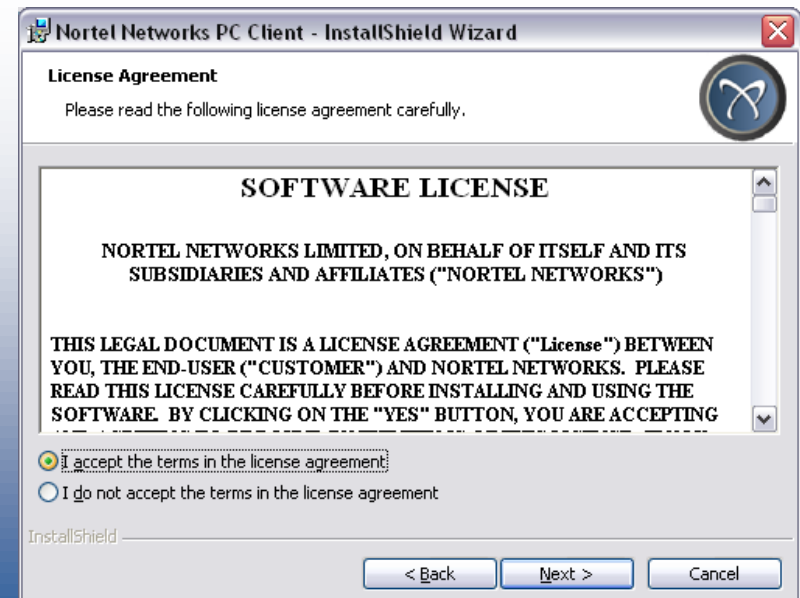 Nortel Networks PC Client - InstallShield Wizard
License Agreement
Please read the following license agreement carefully.
SOFTWARE LICENSE
NORTEL NETWORKS LIMITED, ON BEHALF OF ITSELF AND ITS
SUBSIDIARIES AND AFFILIATES ("NORTEL NETWORKS")
THIS LEGAL DOCUMENT IS A LICENSE AGREEMENT ("License") BETWEEN
YOU, THE END-USER ("CUSTOMER") AND NORTEL NETWORKS.  PLEASE
READ THIS LICENSE CAREFULLY BEFORE INSTALLING AND USING THE
SOFTWARE.  BY CLICKING ON THE "YES" BUTTON, YOU ARE ACCEPTING
I accept the terms in the license agreement
I do not accept the terms in the license agreement
InstallShield
< Back
Next >
Cancel